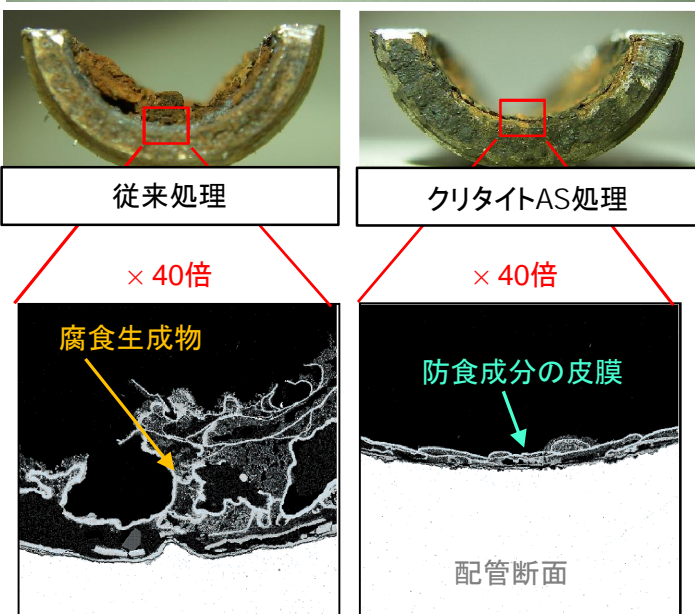 従来処理
クリタイトAS処理
× 40倍
× 40倍
腐食生成物
防食成分の皮膜
配管断面